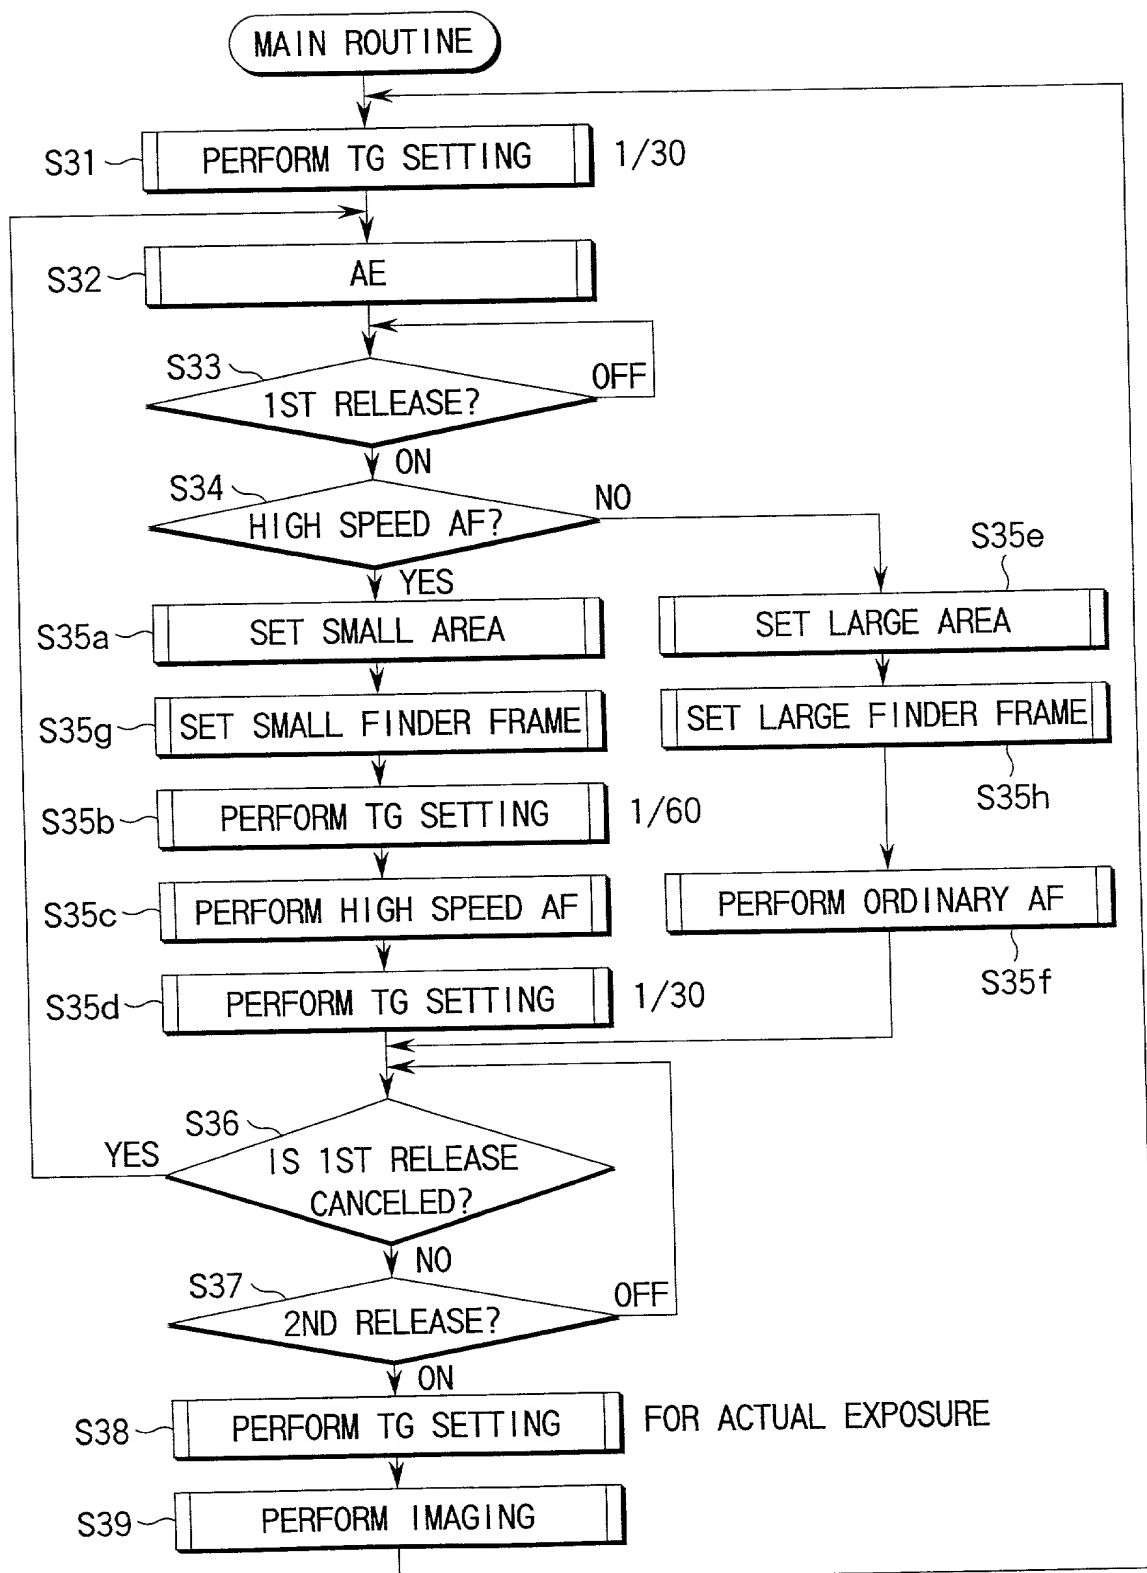 MAIN ROUTINE
S31
PERFORM TG SETTING
1/30
S32
AE
S33
1ST RELEASE?
OFF
ON
S34
HIGH SPEED AF?
NO
YES
S35e
S35a
SET SMALL AREA
SET LARGE AREA
S35g
SET SMALL FINDER FRAME
SET LARGE FINDER FRAME
S35h
S35b
PERFORM TG SETTING
1/60
S35c
PERFORM HIGH SPEED AF
PERFORM ORDINARY AF
S35f
S35d
PERFORM TG SETTING
1/30
S36
YES
IS 1ST RELEASE
CANCELED?
NO
S37
2ND RELEASE?
OFF
ON
S38
PERFORM TG SETTING
FOR ACTUAL EXPOSURE
S39
PERFORM IMAGING